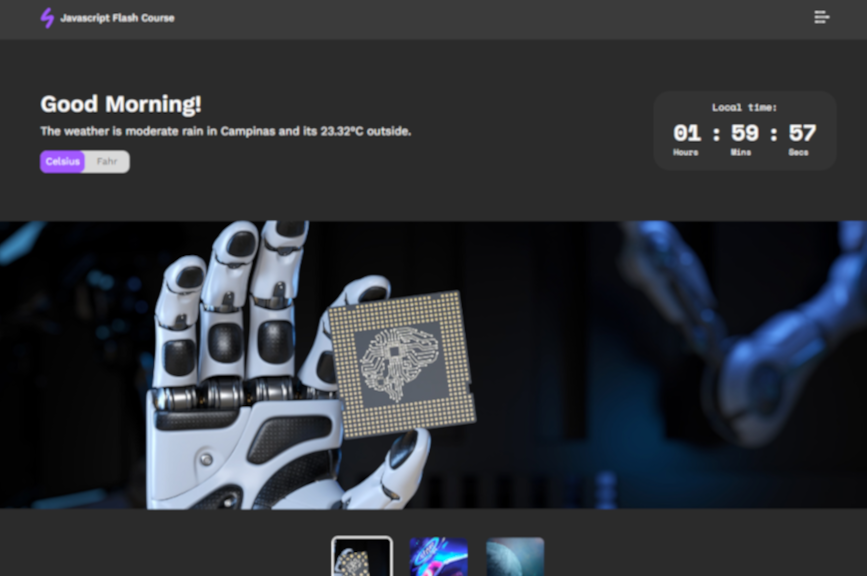 Javascript Flash Course
Good Morning!
The weather is moderate rain in Campinas and its 23.32°C outside.
Celsius Fahr
Local time:
01 : 59 : 57
Hours Mins Secs